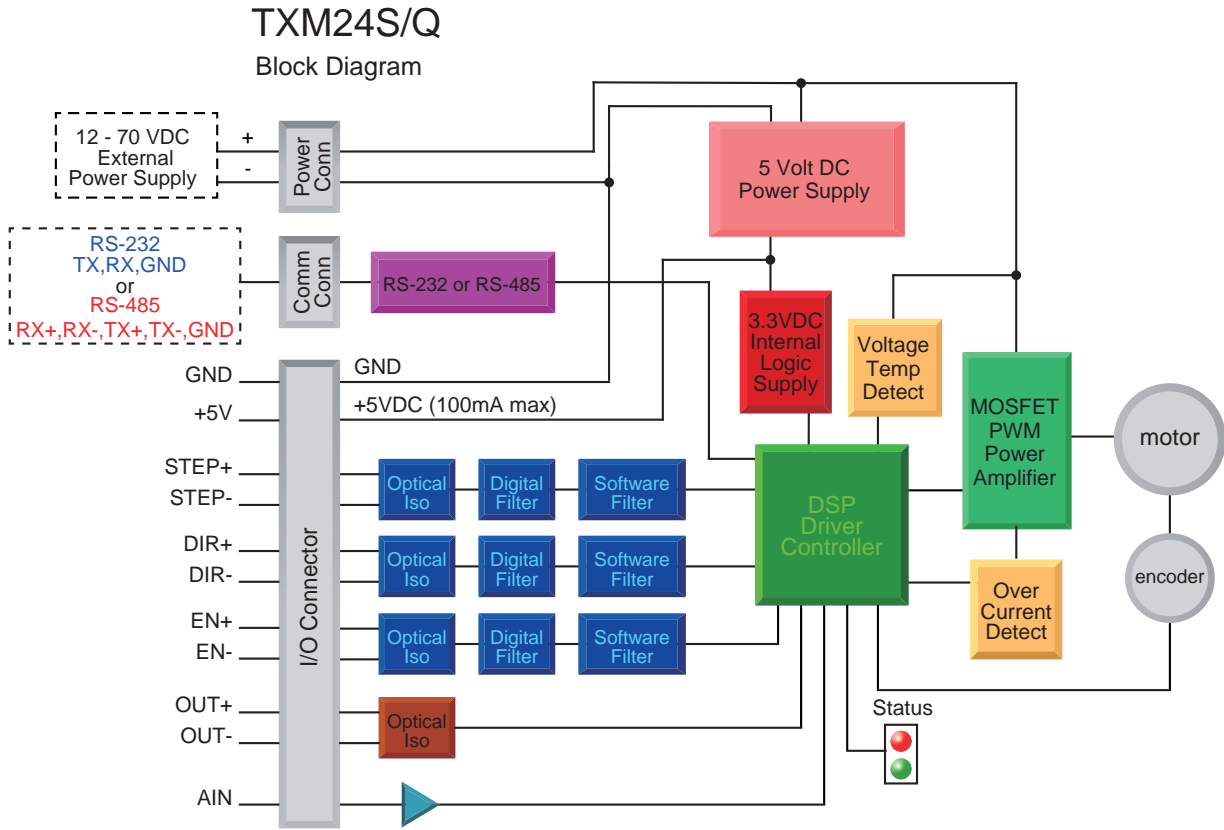 TXM24S/Q
Block Diagram
12 - 70 VDC
External
Power Supply
+
-
Power
Conn
5 Volt DC
Power Supply
RS-232
TX,RX,GND
or
RS-485
RX+,RX-,TX+,TX-,GND
Comm
Conn
RS-232 or RS-485
3.3VDC
Internal
Logic
Supply
Voltage
Temp
Detect
MOSFET
PWM
Power
Amplifier
motor
encoder
GND
+5V
STEP+
STEP-
DIR+
DIR-
EN+
EN-
OUT+
OUT-
AIN
I/O Connector
GND
+5VDC (100mA max)
Optical
Iso
Digital
Filter
Software
Filter
Optical
Iso
Digital
Filter
Software
Filter
Optical
Iso
Digital
Filter
Software
Filter
Optical
Iso
DSP
Driver
Controller
Over
Current
Detect
Status